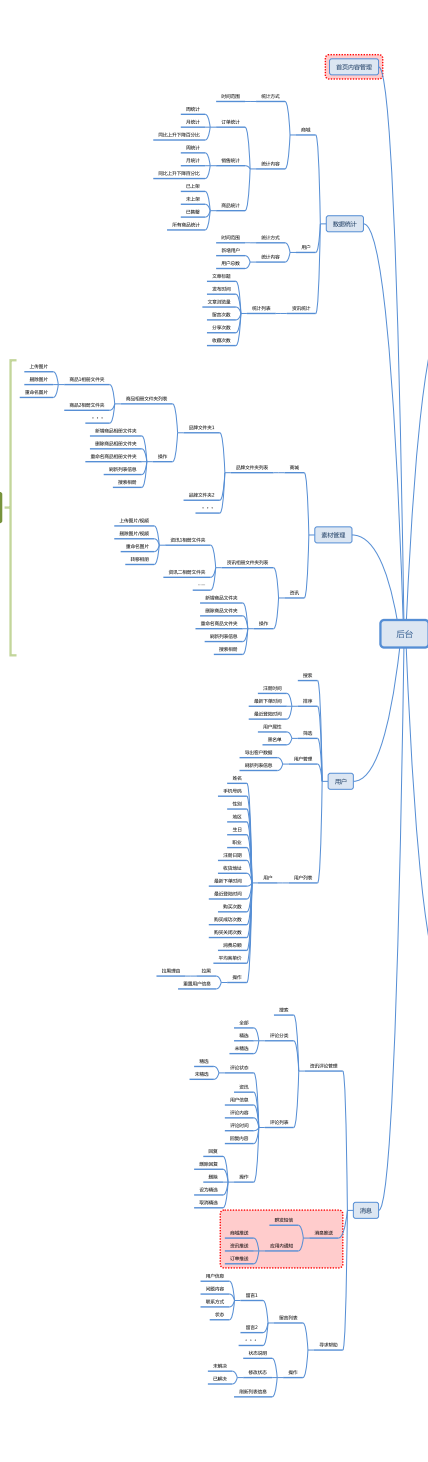 首页内容管理
时间范围
统计方式
周统计
月统计
同比上升下降百分比
订单统计
商城
周统计
月统计
同比上升下降百分比
销售统计
统计内容
已上架
未上架
已售罄
所有商品统计
商品统计
数据统计
时间范围
统计方式
用户
新增用户
用户总数
统计内容
文章标题
发布时间
文章浏览量
留言次数
分享次数
收藏次数
统计列表
资讯统计
上传图片
删除图片
重命名图片
商品1相册文件夹
商品相册文件夹列表
商品2相册文件夹
。。。
品牌文件夹1
新增商品相册文件夹
删除商品相册文件夹
重命名商品相册文件夹
刷新列表信息
搜索相册
操作
品牌文件夹列表
商城
品牌文件夹2
。。。
素材管理
上传图片/视频
删除图片/视频
重命名图片
转移相册
资讯1相册文件夹
资讯相册文件夹列表
资讯二相册文件夹
....
资讯
新增商品文件夹
删除商品文件夹
重命名商品文件夹
刷新列表信息
搜索相册
操作
后台
搜索
注册时间
最新下单时间
最近登陆时间
排序
用户属性
黑名单
筛选
导出客户数据
刷新列表信息
用户管理
用户
姓名
手机号码
性别
地区
生日
职业
注册日期
收货地址
最新下单时间
最近登陆时间
购买次数
购买成功次数
购买关闭次数
消费总额
平均客单价
用户
用户列表
拉黑理由
拉黑
重置用户信息
操作
搜索
全部
精选
未精选
评论分类
资讯评论管理
精选
未精选
评论状态
资讯
用户信息
评论内容
评论时间
回复内容
评论列表
回复
删除回复
删除
设为精选
取消精选
操作
消息
群发短信
商城推送
资讯推送
订单推送
应用内通知
消息推送
用户信息
问题内容
联系方式
状态
留言1
留言列表
留言2
。。。
寻求帮助
状态说明
未解决
已解决
修改状态
刷新列表信息
操作